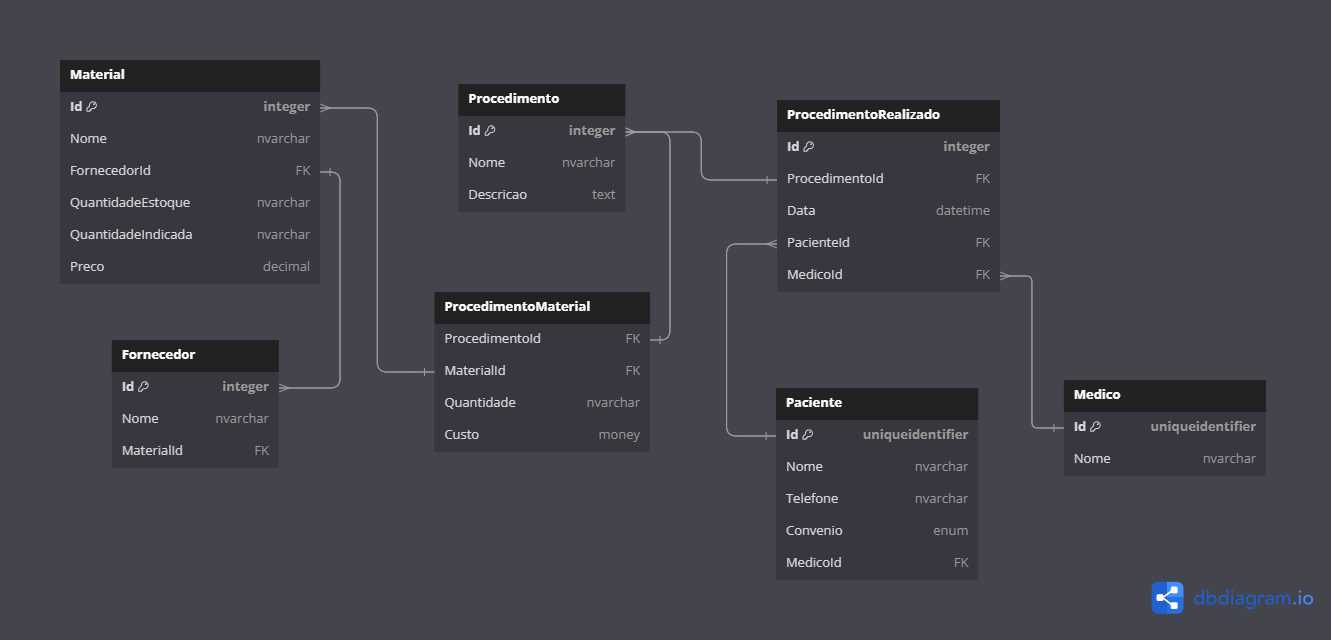 Material
Id integer
Nome nvarchar
FornecedorId FK
QuantidadeEstoque nvarchar
QuantidadeIndicada nvarchar
Preco decimal
Fornecedor
Id integer
Nome nvarchar
MaterialId FK
Procedimento
Id integer
Nome nvarchar
Descricao text
ProcedimentoMaterial
ProcedimentoId FK
MaterialId FK
Quantidade nvarchar
Custo money
ProcedimentoRealizado
Id integer
ProcedimentoId FK
Data datetime
PacienteId FK
MedicoId FK
Paciente
Id uniqueidentifier
Nome nvarchar
Telefone nvarchar
Convenio enum
MedicoId FK
Medico
Id uniqueidentifier
Nome nvarchar
dbdiagram.io